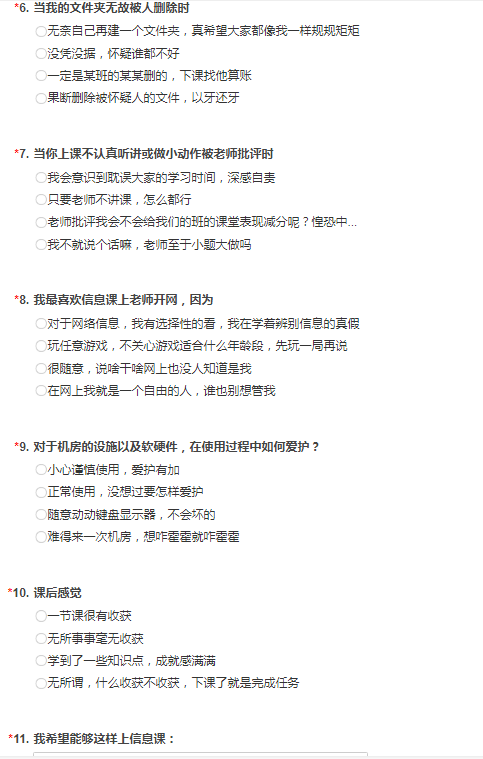 *6. 当我的文件夹无故被人删除时
无奈自己再建一个文件夹，真希望大家都像我一样规规矩矩
没凭没据，怀疑谁都不好
一定是某班的某某删的，下课找他算账
果断删除被怀疑人的文件，以牙还牙
*7. 当你上课不认真听讲或做小动作被老师批评时
我会意识到耽误大家的学习时间，深感自责
只要老师不讲课，怎么都行
老师批评我会不会给我们的班的课堂表现减分呢？惶恐中...
我不就说个话嘛，老师至于小题大做吗
*8. 我最喜欢信息课上老师开网，因为
对于网络信息，我有选择性的看，我在学着辨别信息的真假
玩任意游戏，不关心游戏适合什么年龄段，先玩一局再说
很随意，说啥干啥网上也没人知道是我
在网上我就是一个自由的人，谁也别想管我
*9. 对于机房的设施以及软硬件，在使用过程中如何爱护？
小心谨慎使用，爱护有加
正常使用，没想过要怎样爱护
随意动动键盘显示器，不会坏的
难得来一次机房，想咋霍霍就咋霍霍
*10. 课后感觉
一节课很有收获
无所事事毫无收获
学到了一些知识点，成就感满满
无所谓，什么收获不收获，下课了就是完成任务
*11. 我希望能够这样上信息课：